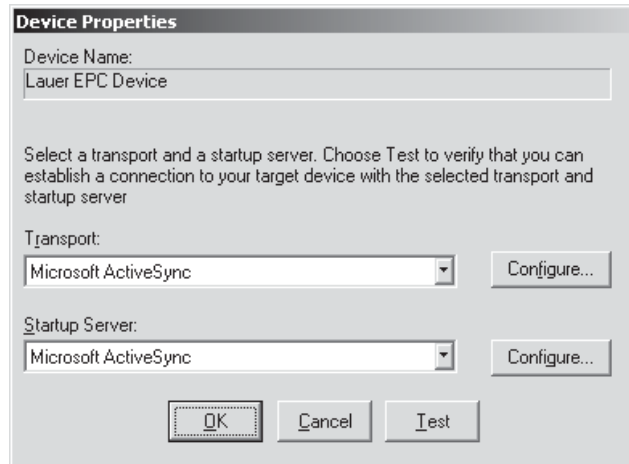 Device Properties
Device Name:
Lauer EPC Device
Select a transport and a startup server. Choose Test to verify that you can
establish a connection to your target device with the selected transport and
startup server
Transport:
Microsoft ActiveSync
Configure...
Startup Server:
Microsoft ActiveSync
Configure...
OK Cancel Test